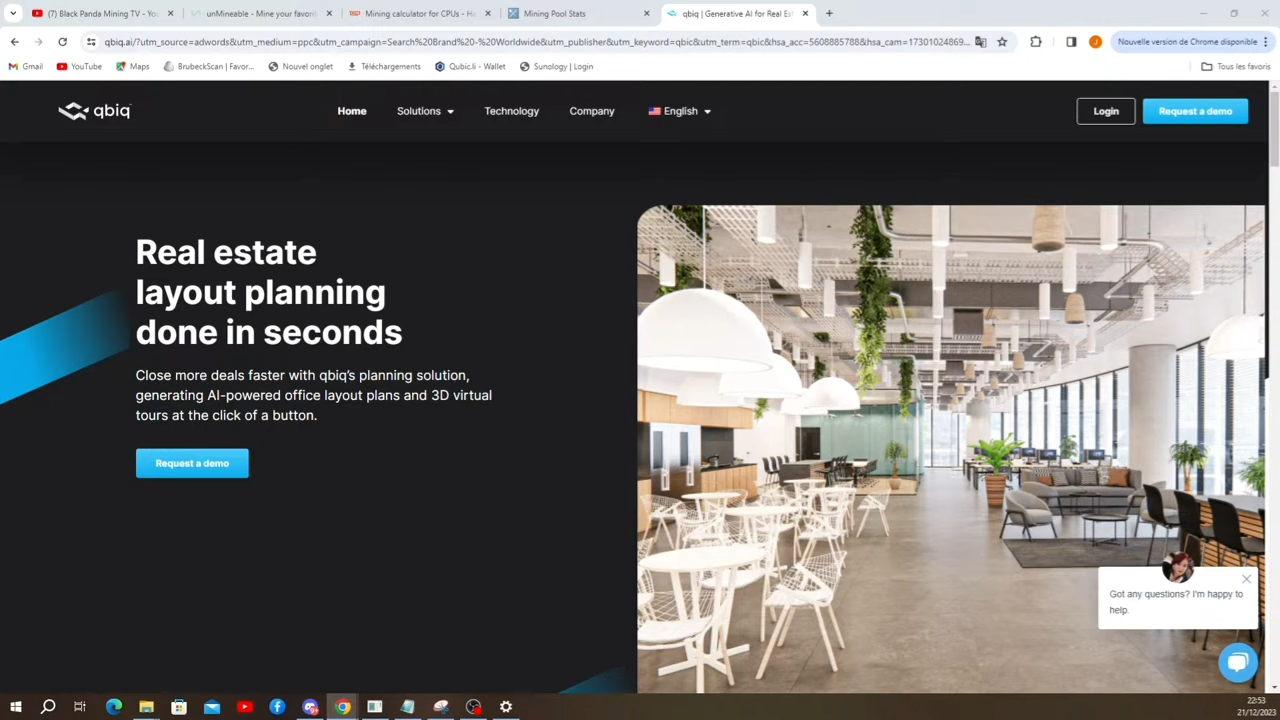 (7) Black Panda Mining TV - You
unMineable - Mine your favorit
Mining calculator for CPUs - Ha
Mining Pool Stats
qbiq | Generative AI for Real Est
qbiq.ai/?utm_source=adwords&utm_medium=ppc&utm_campaign=Search%20Brand%20-%20Worldwide&utm_publisher&utm_keyword=qbic&utm_term=qbic&hsa_acc=5608885788&hsa_cam=17301024869...
J
Nouvelle version de Chrome disponible
Gmail
YouTube
Maps
BrubeckScan | Favor...
Nouvel onglet
Téléchargements
Qubic.li - Wallet
Sunology | Login
Tous les favoris
qbiq
Home
Solutions
Technology
Company
English
Login
Request a demo
Real estate
layout planning
done in seconds
Close more deals faster with qbiq's planning solution,
generating AI-powered office layout plans and 3D virtual
tours at the click of a button.
Request a demo
Got any questions? I'm happy to
help.
22:53
21/12/2023